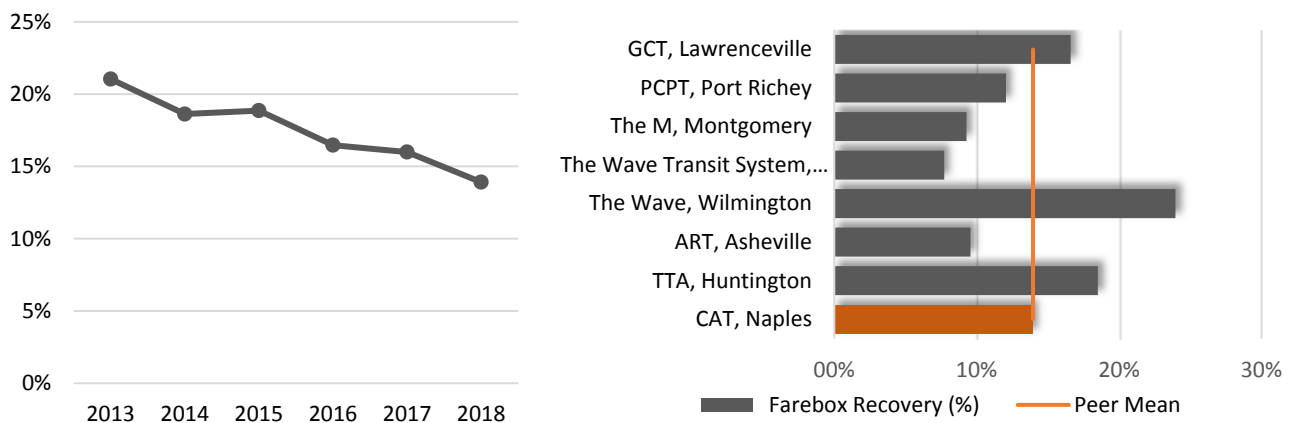 25%
20%
15%
10%
5%
0%
2013 2014 2015 2016 2017 2018
GCT, Lawrenceville
PCPT, Port Richey
The M, Montgomery
The Wave Transit System,...
The Wave, Wilmington
ART, Asheville
TTA, Huntington
CAT, Naples
00% 10% 20% 30%
Farebox Recovery (%) Peer Mean